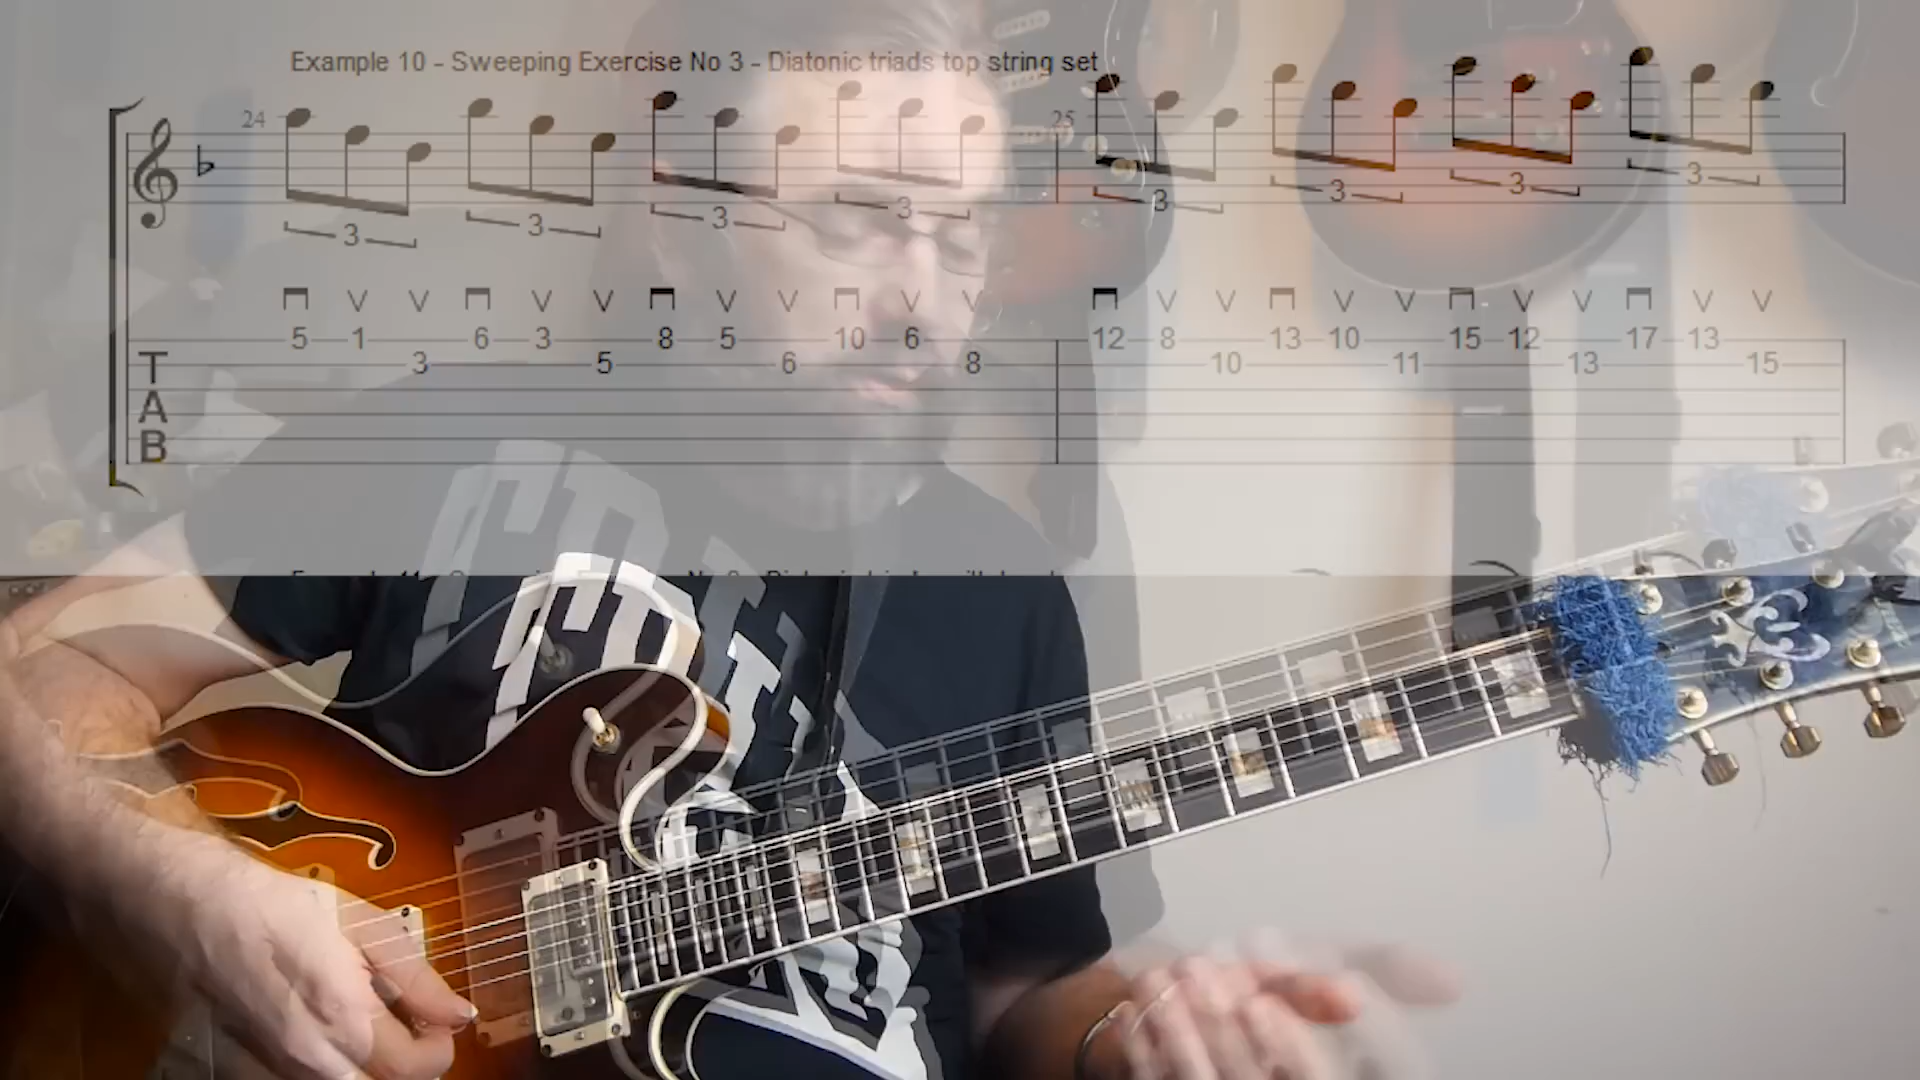 Example 10 - Sweeping Exercise No 3 - Diatonic triads top string set
24 25
3 3 3 3 3 3 3 3
5 1 6 3 8 5 10 6 12 8 13 10 15 12 17 13
T 3 5 6 8 10 11 13 15
A
B